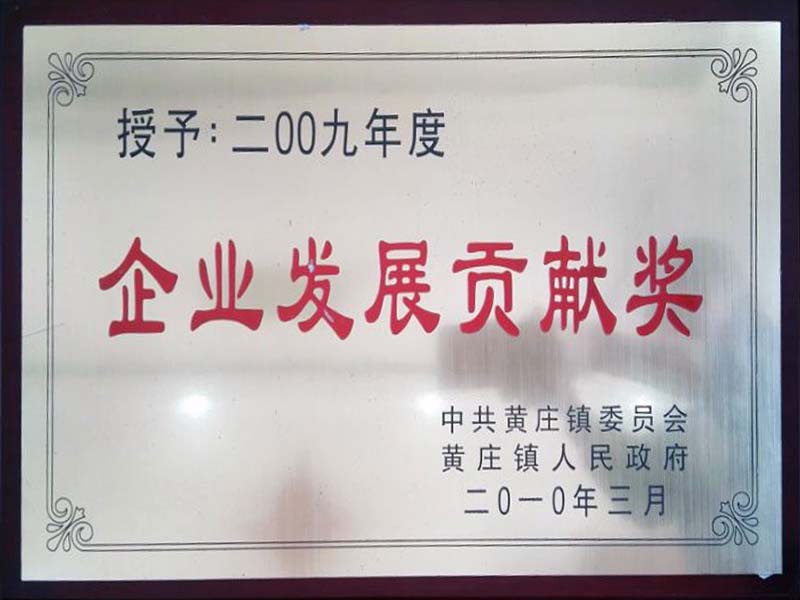 授予:二00九年度
企业发展贡献奖
中共黄庄镇委员会
黄庄镇人民政府
二0一0年三月